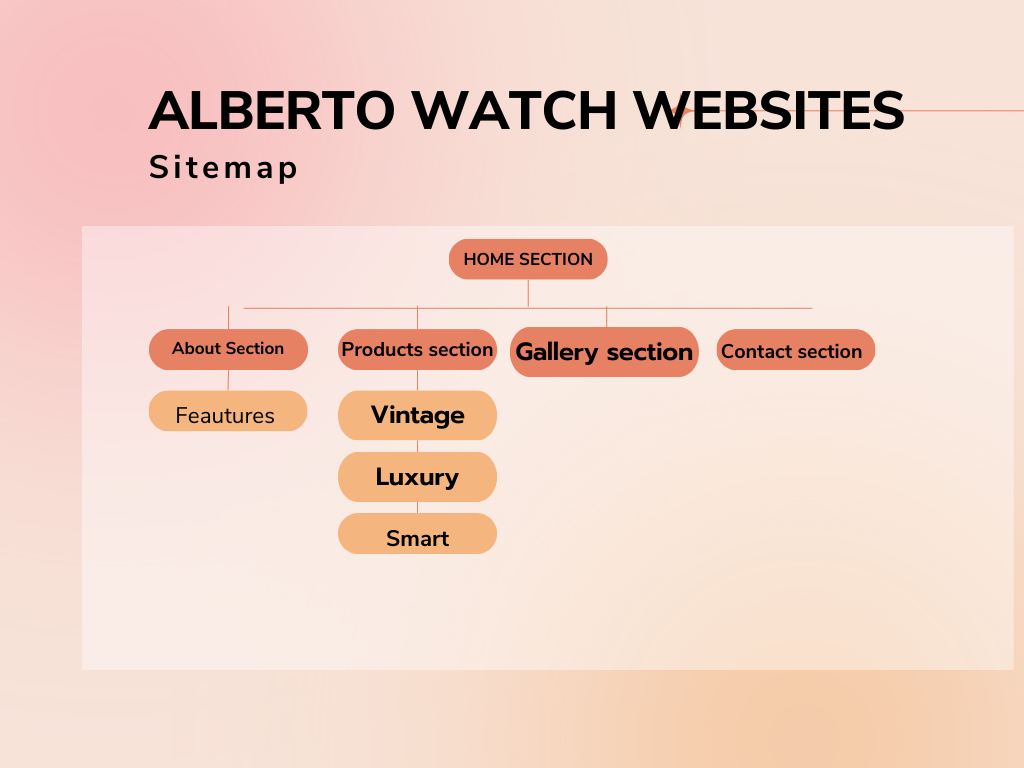 ALBERTO WATCH WEBSITES
Sitemap
HOME SECTION
About Section
Products section
Gallery section
Contact section
Feautures
Vintage
Luxury
Smart